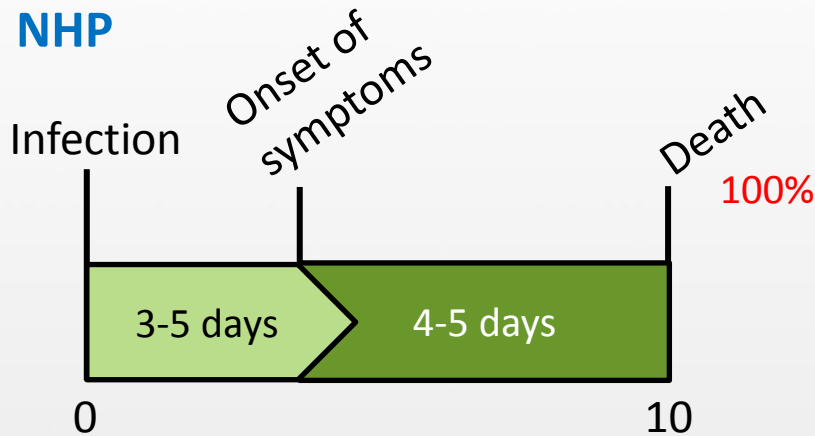 NHP
Infection
Onset of
symptoms
Death
100%
3-5 days
4-5 days
0
10